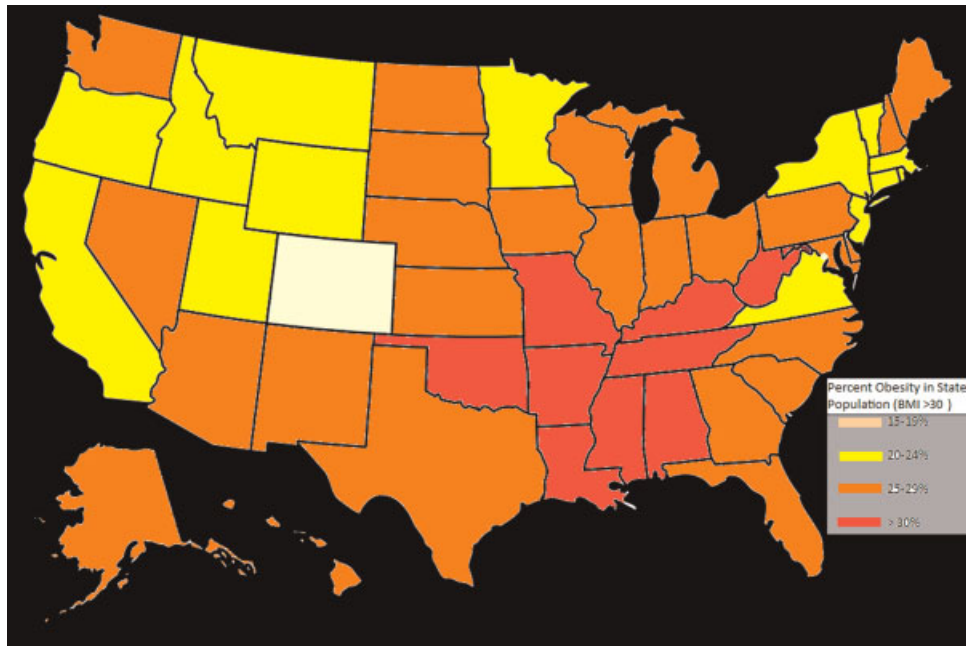 Percent Obesity in State
Population (BMI >30 )
15-19%
20-24%
25-29%
> 30%